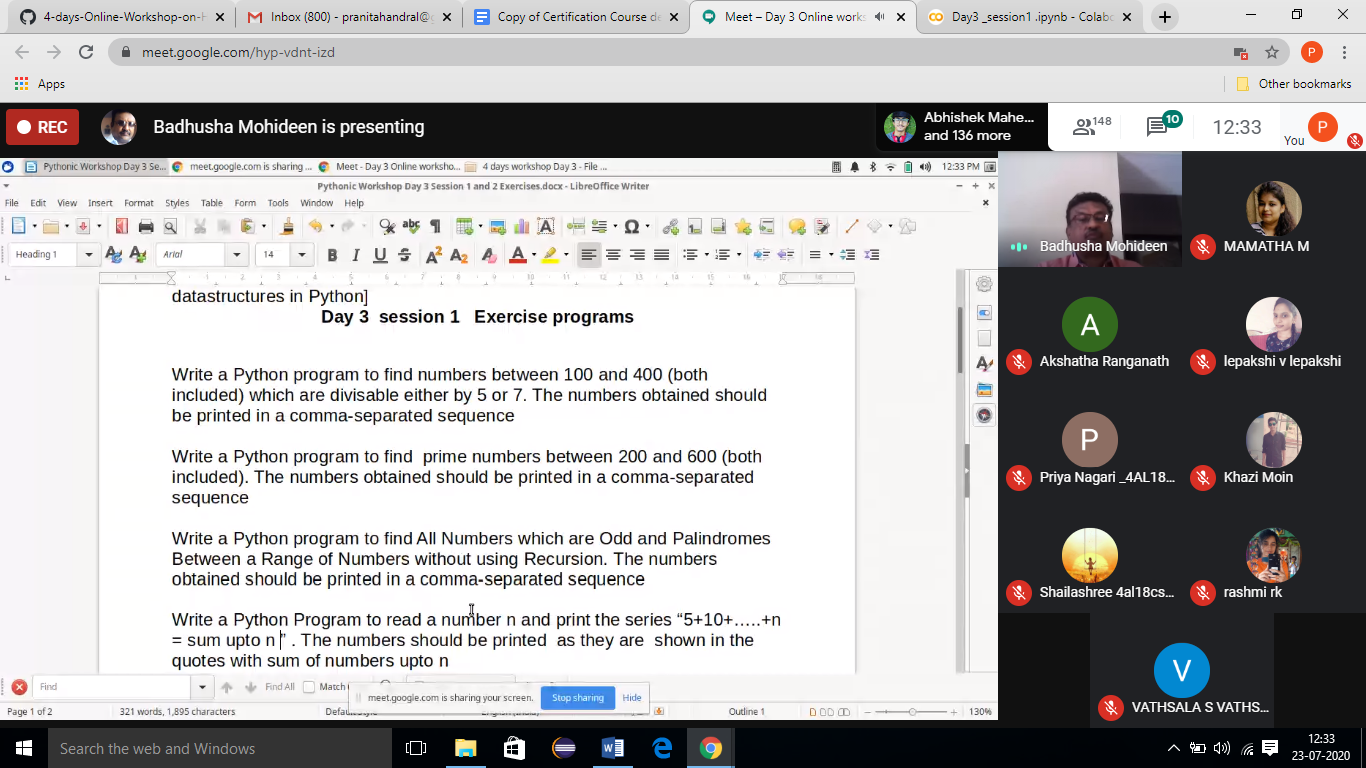 4-days-Online-Workshop-on-H
Inbox (800) - pranitahandral@g
Copy of Certification Course de
Meet – Day 3 Online works
Day3 _session1 .ipynb - Colab
meet.google.com/hyp-vdnt-izd
P
Apps
Other bookmarks
REC
Badhusha Mohideen is presenting
Abhishek Mahe...
and 136 more
148
10
12:33
You
P
Pythonic Workshop Day 3 Se...
meet.google.com is sharing ...
Meet - Day 3 Online worksho...
4 days workshop Day 3 - File ...
12:33 PM
Pythonic Workshop Day 3 Session 1 and 2 Exercises.docx - LibreOffice Writer
File Edit View Insert Format Styles Table Form Tools Window Help
Heading 1
Arial
14
datastructures in Python]
Day 3 session 1 Exercise programs
Write a Python program to find numbers between 100 and 400 (both
included) which are divisable either by 5 or 7. The numbers obtained should
be printed in a comma-separated sequence
Write a Python program to find prime numbers between 200 and 600 (both
included). The numbers obtained should be printed in a comma-separated
sequence
Write a Python program to find All Numbers which are Odd and Palindromes
Between a Range of Numbers without using Recursion. The numbers
obtained should be printed in a comma-separated sequence
Write a Python Program to read a number n and print the series “5+10+…..+n
= sum upto n ” . The numbers should be printed as they are shown in the
quotes with sum of numbers upto n
Find
Find All
Match
meet.google.com is sharing your screen.
Stop sharing
Hide
Page 1 of 2
321 words, 1,895 characters
Outline 1
130%
Badhusha Mohideen
MAMATHA M
A
Akshatha Ranganath
lepakshi v lepakshi
P
Priya Nagari _4AL18...
Khazi Moin
Shailashree 4al18cs...
rashmi rk
V
VATHSALA S VATHS...
Search the web and Windows
12:33
23-07-2020